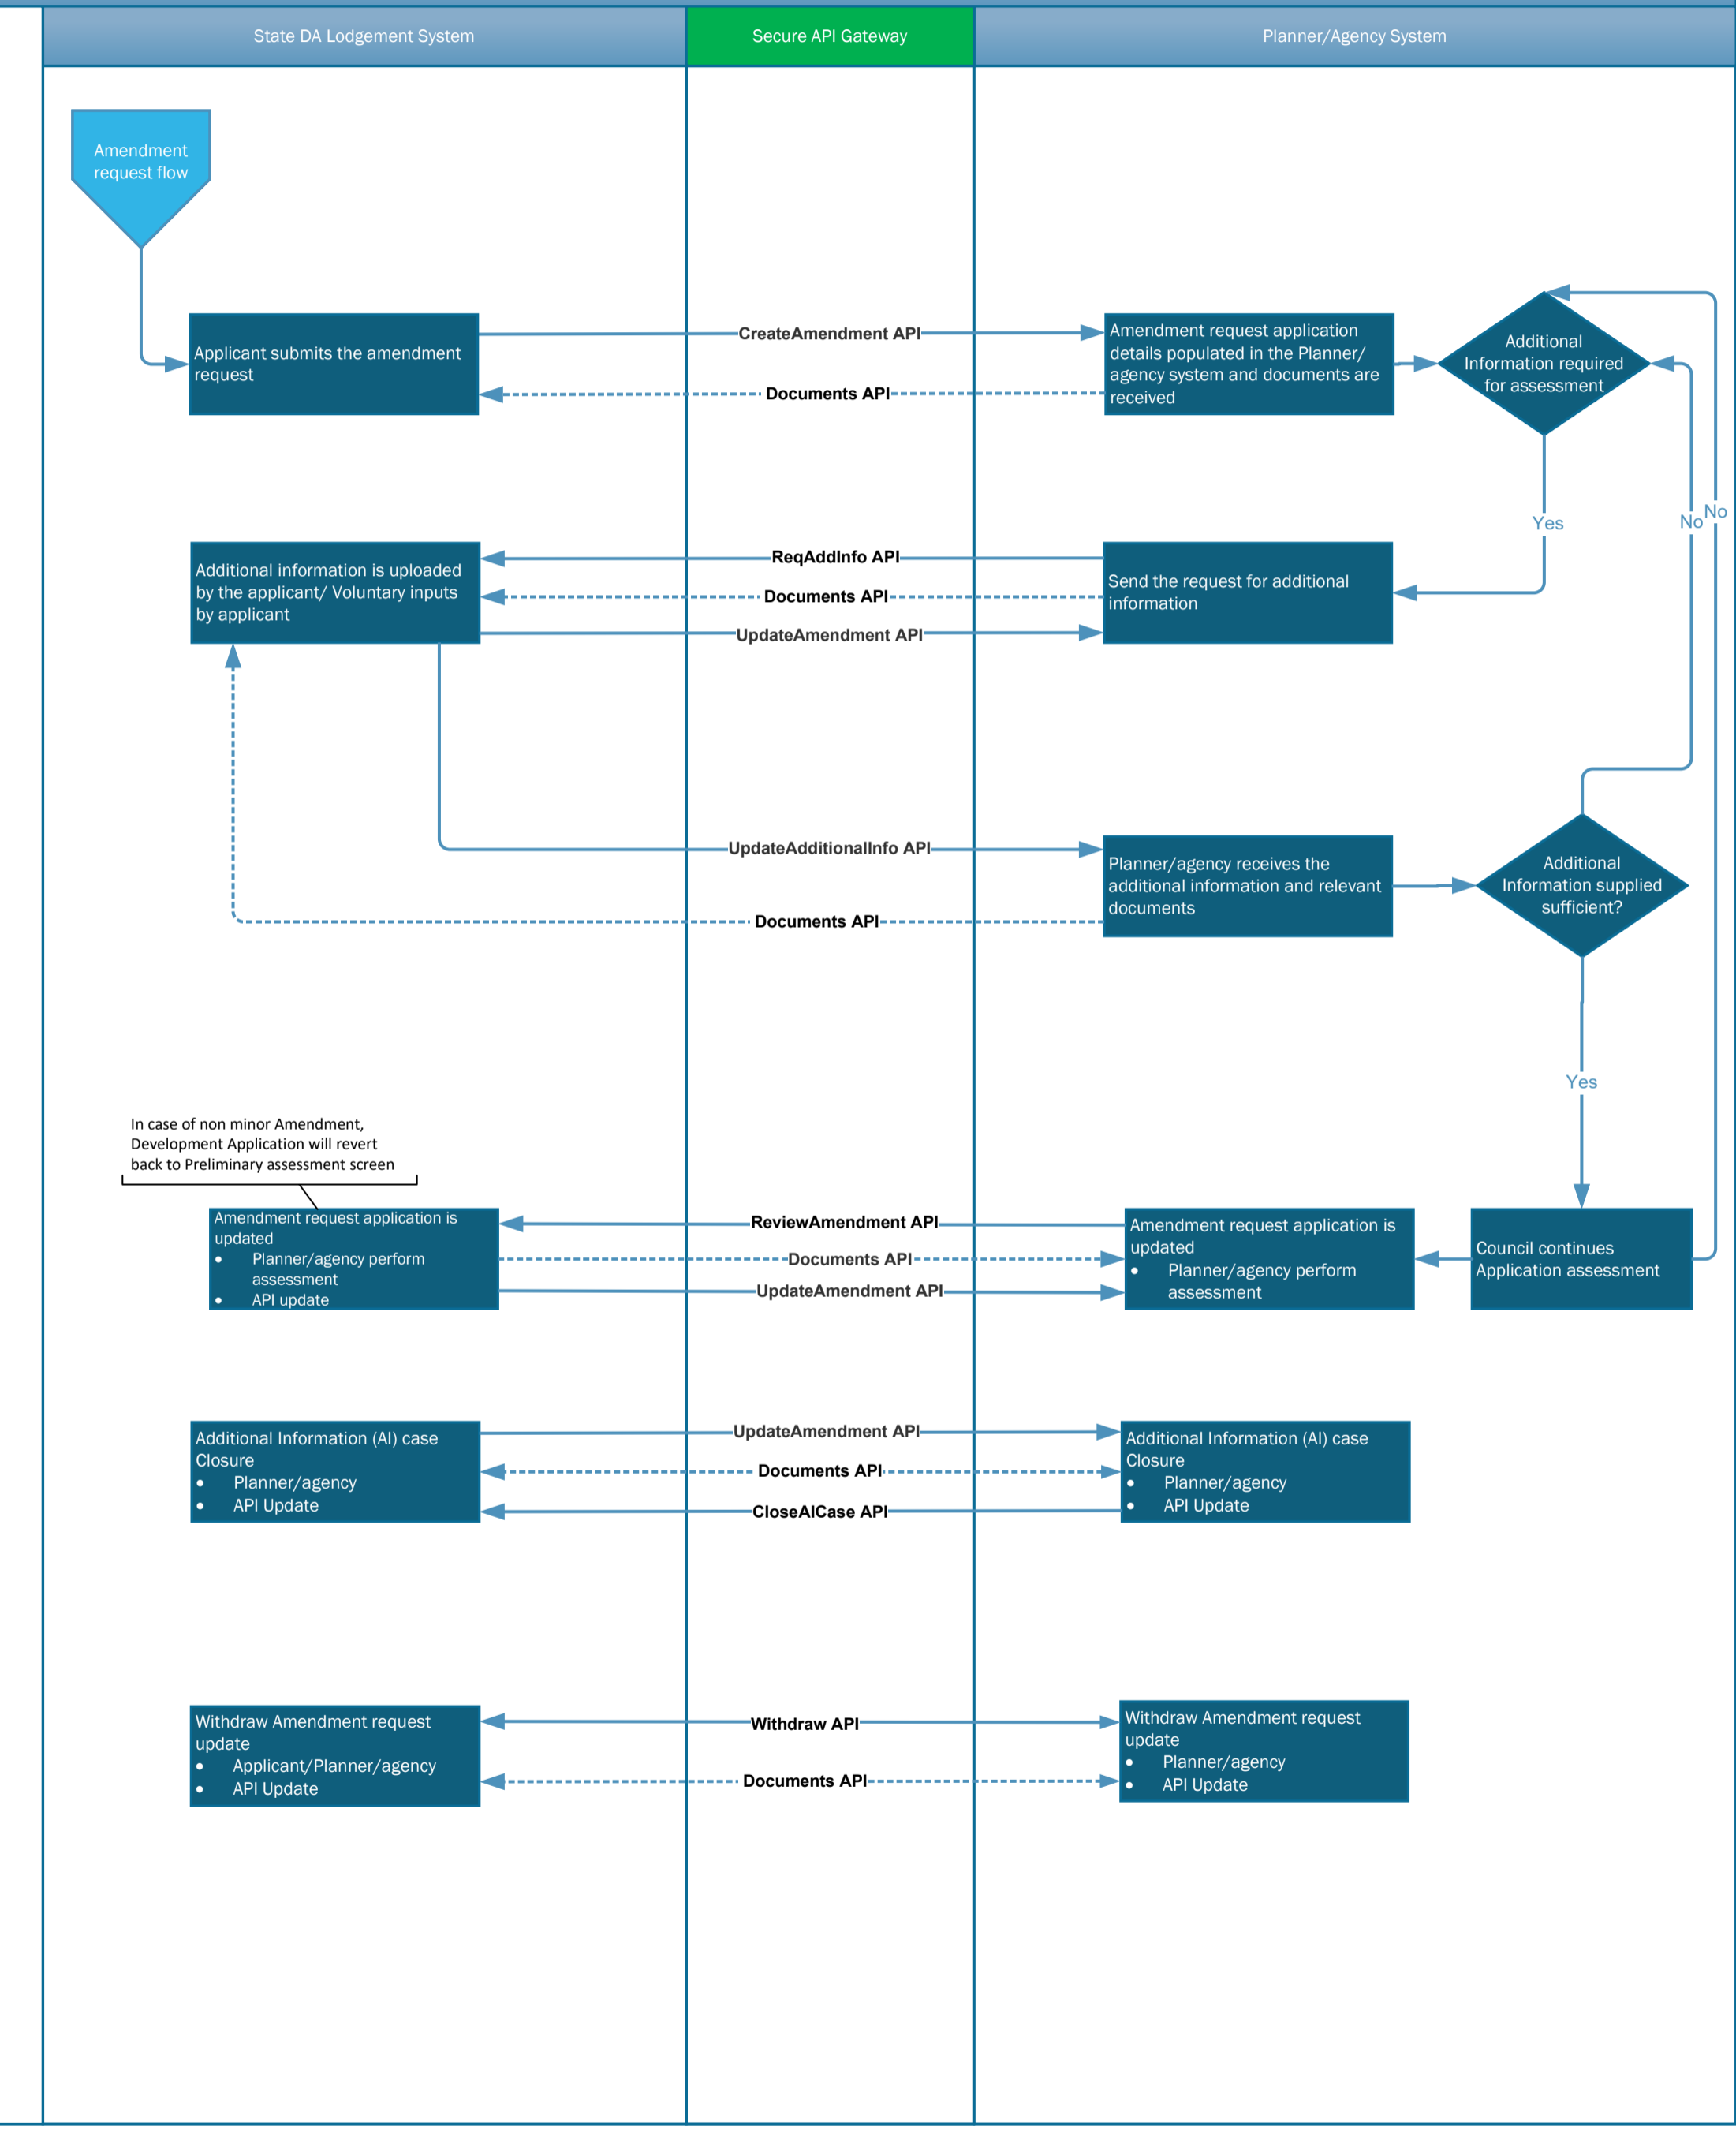 State DA Lodgement System
Secure API Gateway
Planner/Agency System
Amendment
request flow
Applicant submits the amendment
request
CreateAmendment API
Documents API
Amendment request application
details populated in the Planner/
agency system and documents are
received
Additional
Information required
for assessment
Yes
No
No
Additional information is uploaded
by the applicant/ Voluntary inputs
by applicant
ReqAddInfo API
Documents API
UpdateAmendment API
Send the request for additional
information
UpdateAdditionalInfo API
Documents API
Planner/agency receives the
additional information and relevant
documents
Additional
Information supplied
sufficient?
Yes
In case of non minor Amendment,
Development Application will revert
back to Preliminary assessment screen
Amendment request application is
updated
• Planner/agency perform
assessment
• API update
ReviewAmendment API
Documents API
UpdateAmendment API
Amendment request application is
updated
• Planner/agency perform
assessment
Council continues
Application assessment
Additional Information (AI) case
Closure
• Planner/agency
• API Update
UpdateAmendment API
Documents API
CloseAICase API
Additional Information (AI) case
Closure
• Planner/agency
• API Update
Withdraw Amendment request
update
• Applicant/Planner/agency
• API Update
Withdraw API
Documents API
Withdraw Amendment request
update
• Planner/agency
• API Update